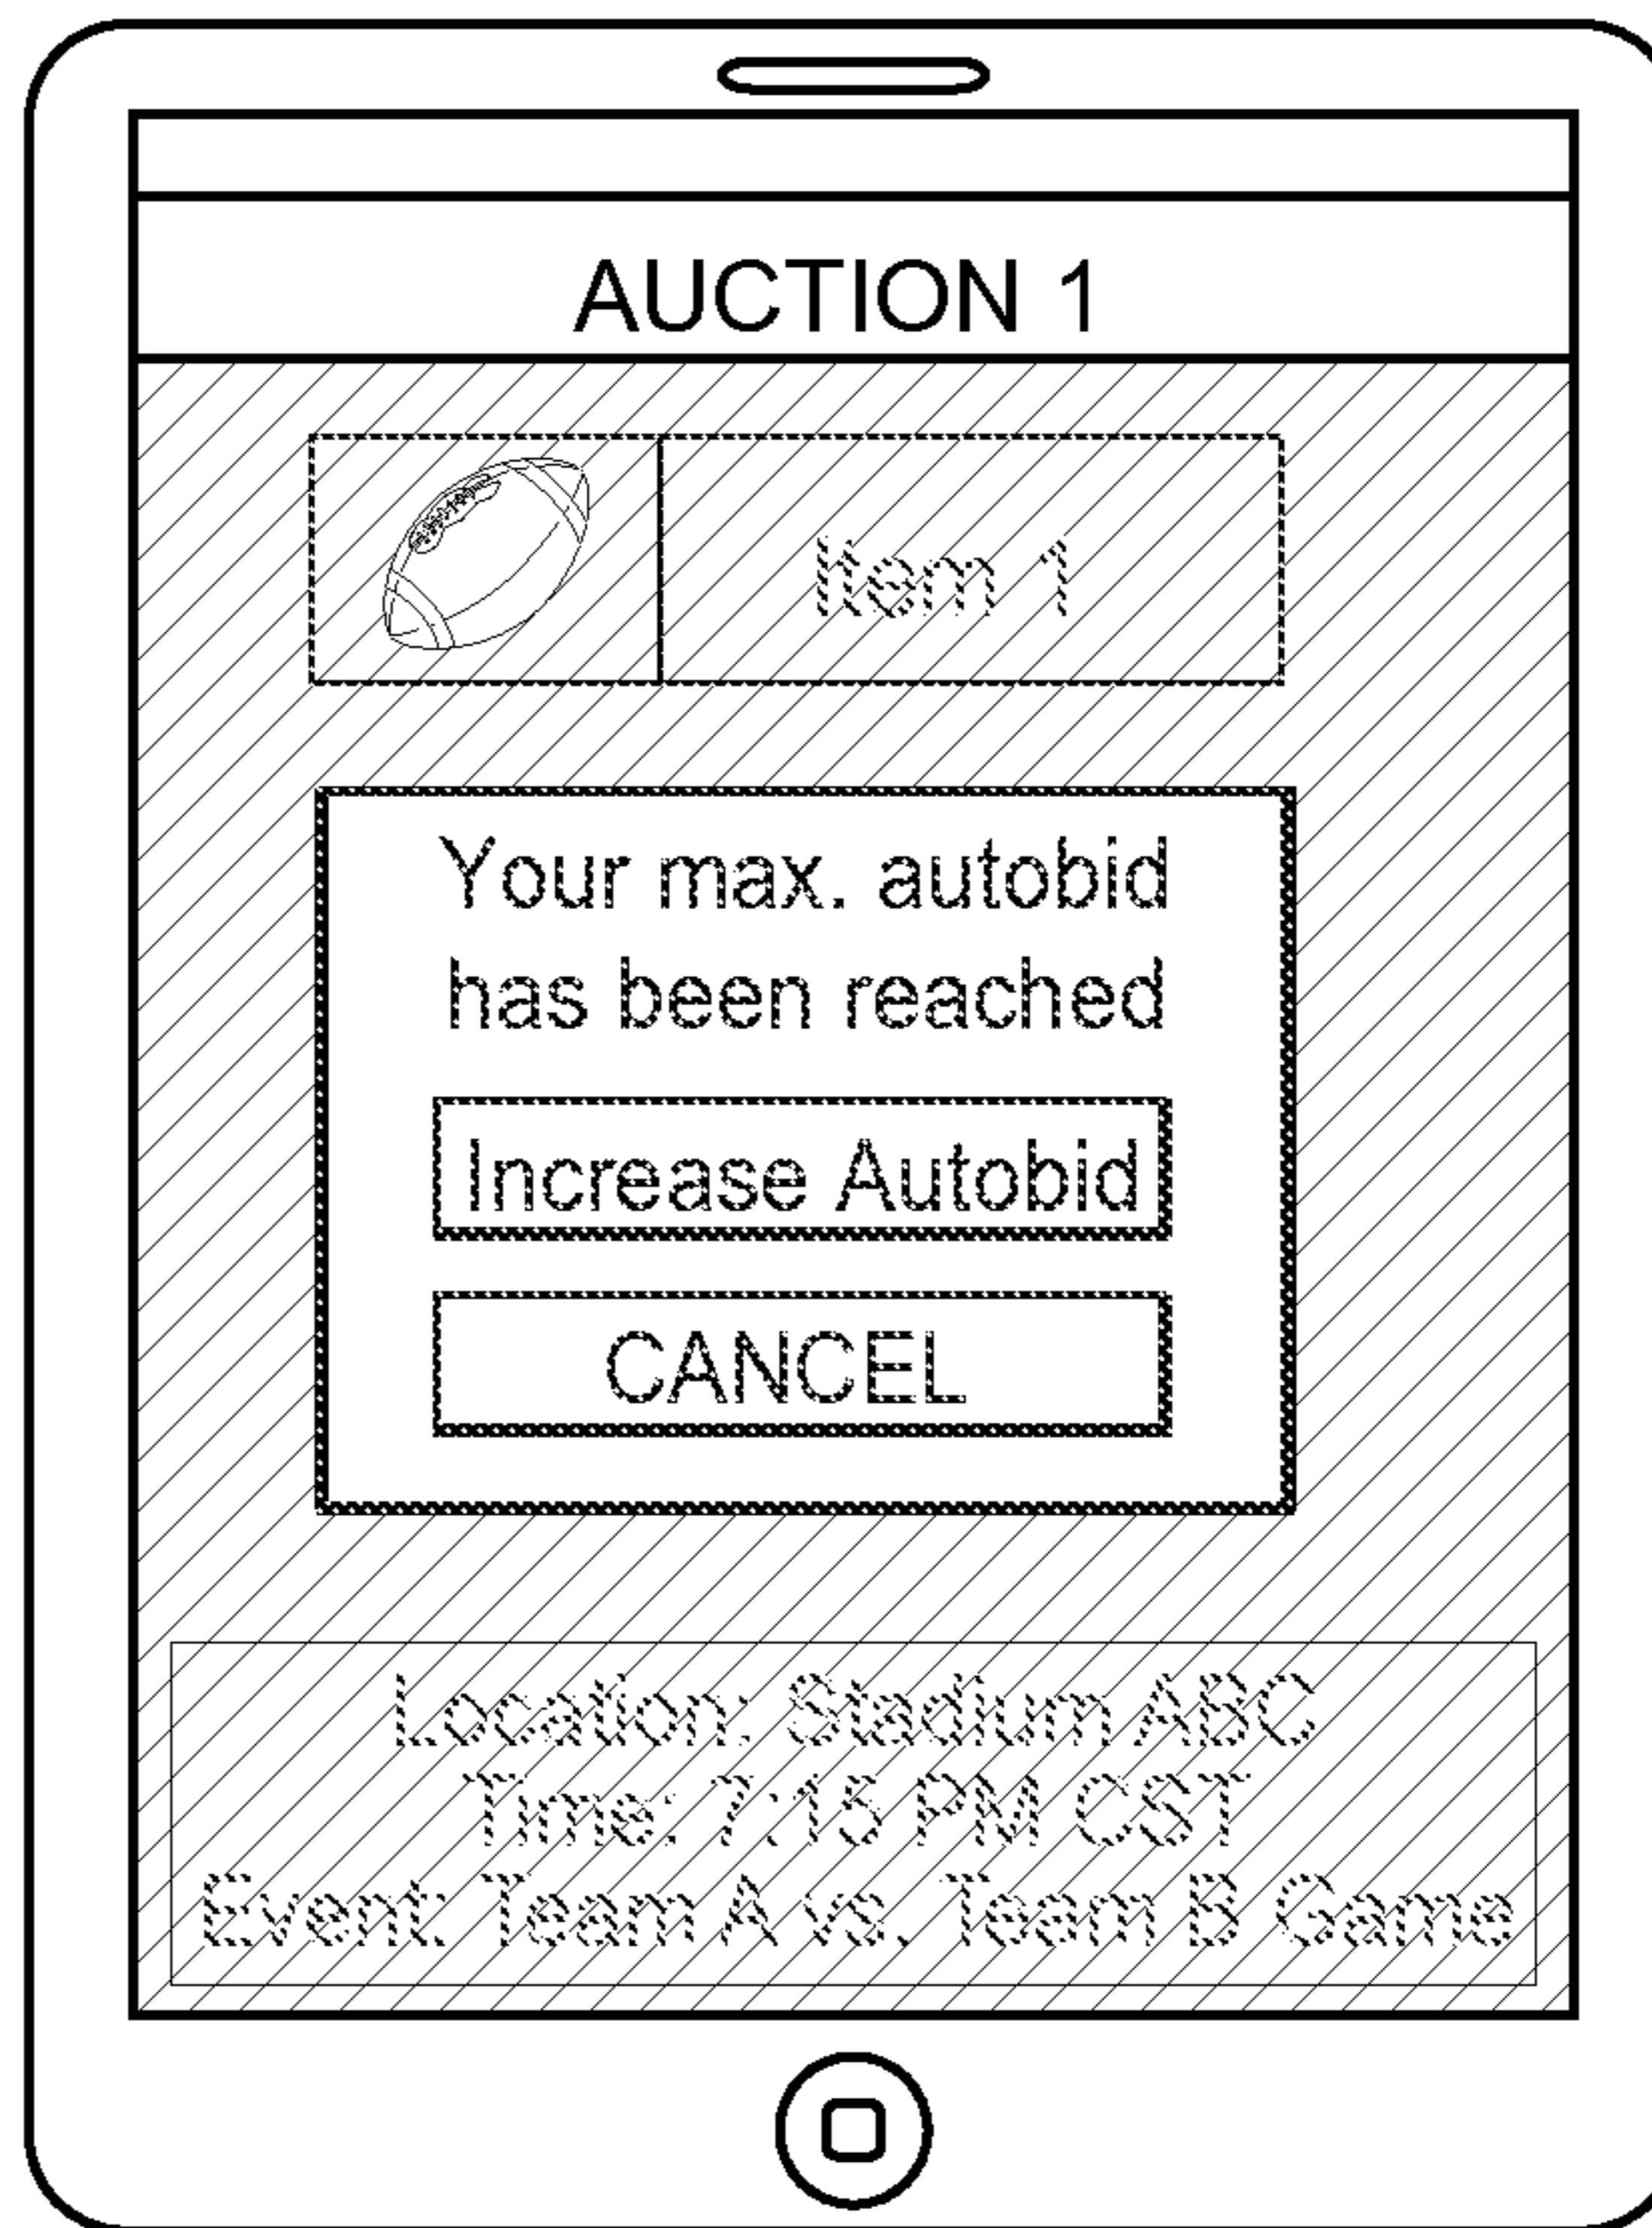 AUCTION 1
Item 1
Your max. autobid
has been reached
Increase Autobid
CANCEL
Location: Stadium ABC
Time: 7:15 PM CST
Event: Team A vs. Team B Game